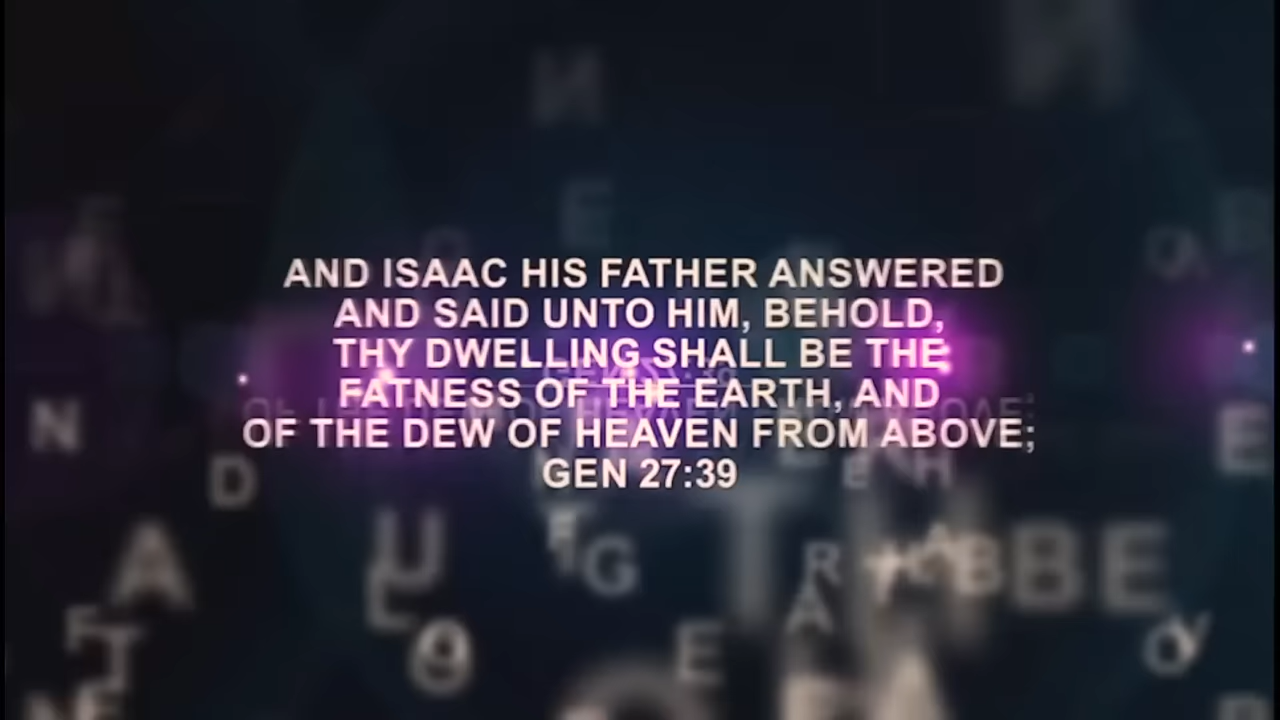 AND ISAAC HIS FATHER ANSWERED
AND SAID UNTO HIM, BEHOLD,
THY DWELLING SHALL BE THE
FATNESS OF THE EARTH, AND
OF THE DEW OF HEAVEN FROM ABOVE;
GEN 27:39